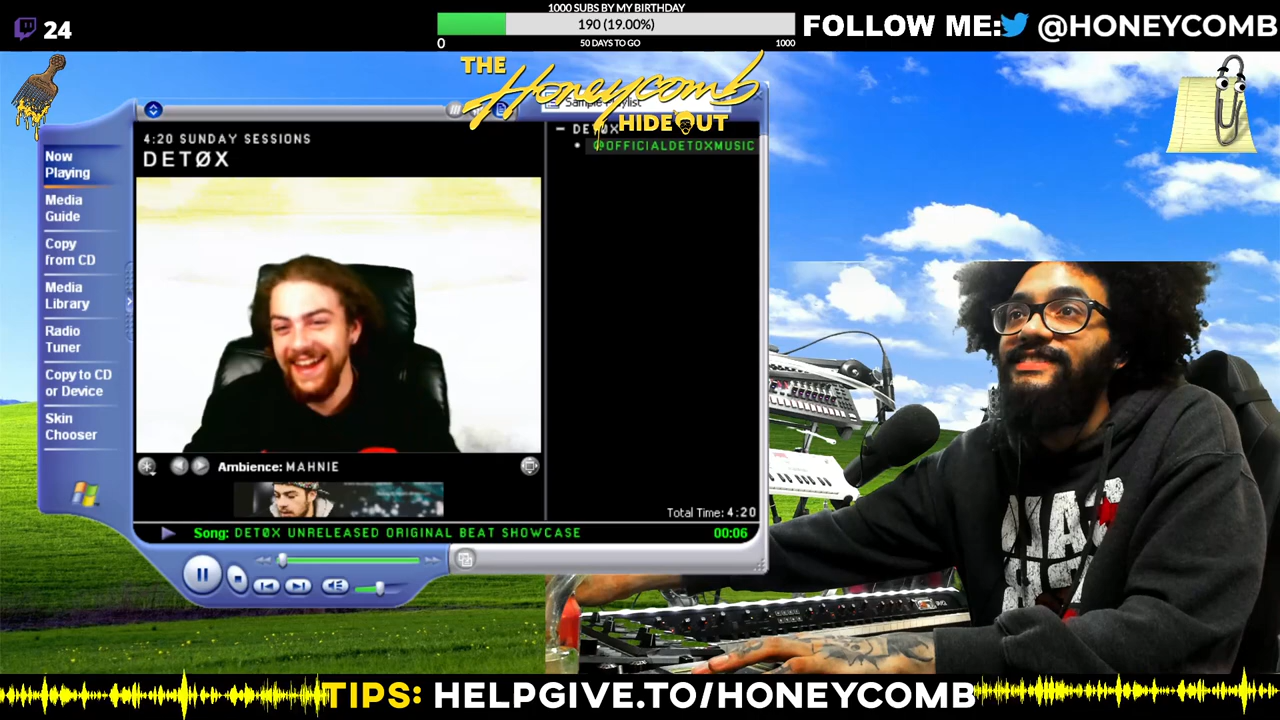 24
1000 SUBS BY MY BIRTHDAY
190 (19.00%)
0
50 DAYS TO GO
1000
FOLLOW ME:
@HONEYCOMB
THE
Honeycomb
HIDEOUT
Sample Playlist
4:20 SUNDAY SESSIONS
DETØX
DETØX
@OFFICIALDETOXMUSIC
Now
Playing
Media
Guide
Copy
from CD
Media
Library
Radio
Tuner
Copy to CD
or Device
Skin
Chooser
Ambience: MAHNIE
Total Time: 4:20
Song: DETØX UNRELEASED ORIGINAL BEAT SHOWCASE
00:06
TIPS: HELPGIVE.TO/HONEYCOMB